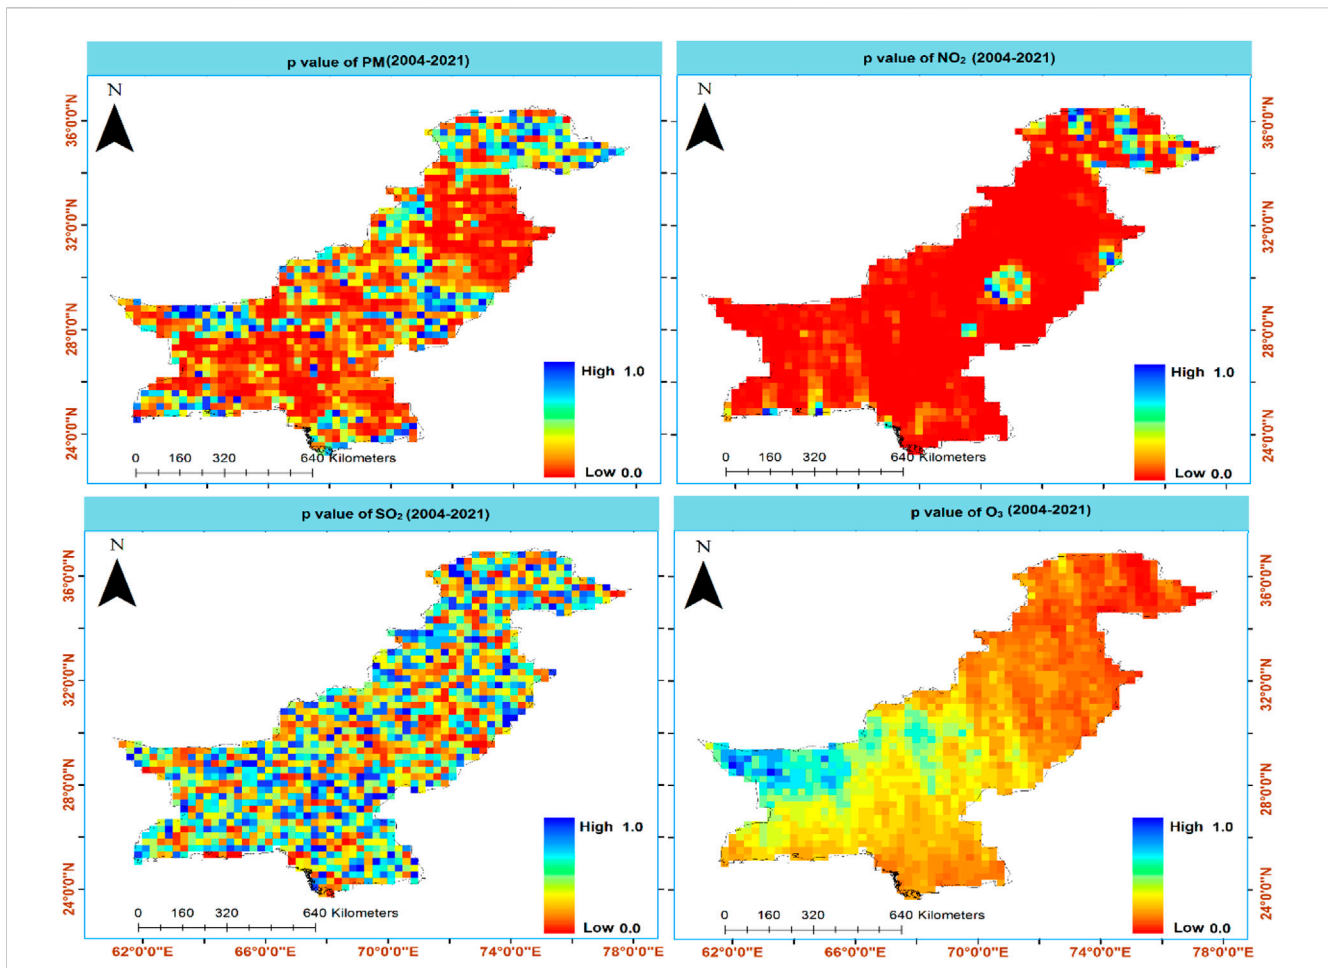 p value of PM (2004-2021)
p value of NO₂ (2004-2021)
N
N
36°0'0"N
32°0'0"N
28°0'0"N
24°0'0"N
36°0'0"N
32°0'0"N
28°0'0"N
24°0'0"N
High 1.0
Low 0.0
High 1.0
Low 0.0
0 160 320 640 Kilometers
0 160 320 640 Kilometers
p value of SO₂ (2004-2021)
p value of O₃ (2004-2021)
N
N
36°0'0"N
32°0'0"N
28°0'0"N
24°0'0"N
36°0'0"N
32°0'0"N
28°0'0"N
24°0'0"N
High 1.0
Low 0.0
High 1.0
Low 0.0
0 160 320 640 Kilometers
0 160 320 640 Kilometers
62°0'0"E 66°0'0"E 70°0'0"E 74°0'0"E 78°0'0"E
62°0'0"E 66°0'0"E 70°0'0"E 74°0'0"E 78°0'0"E